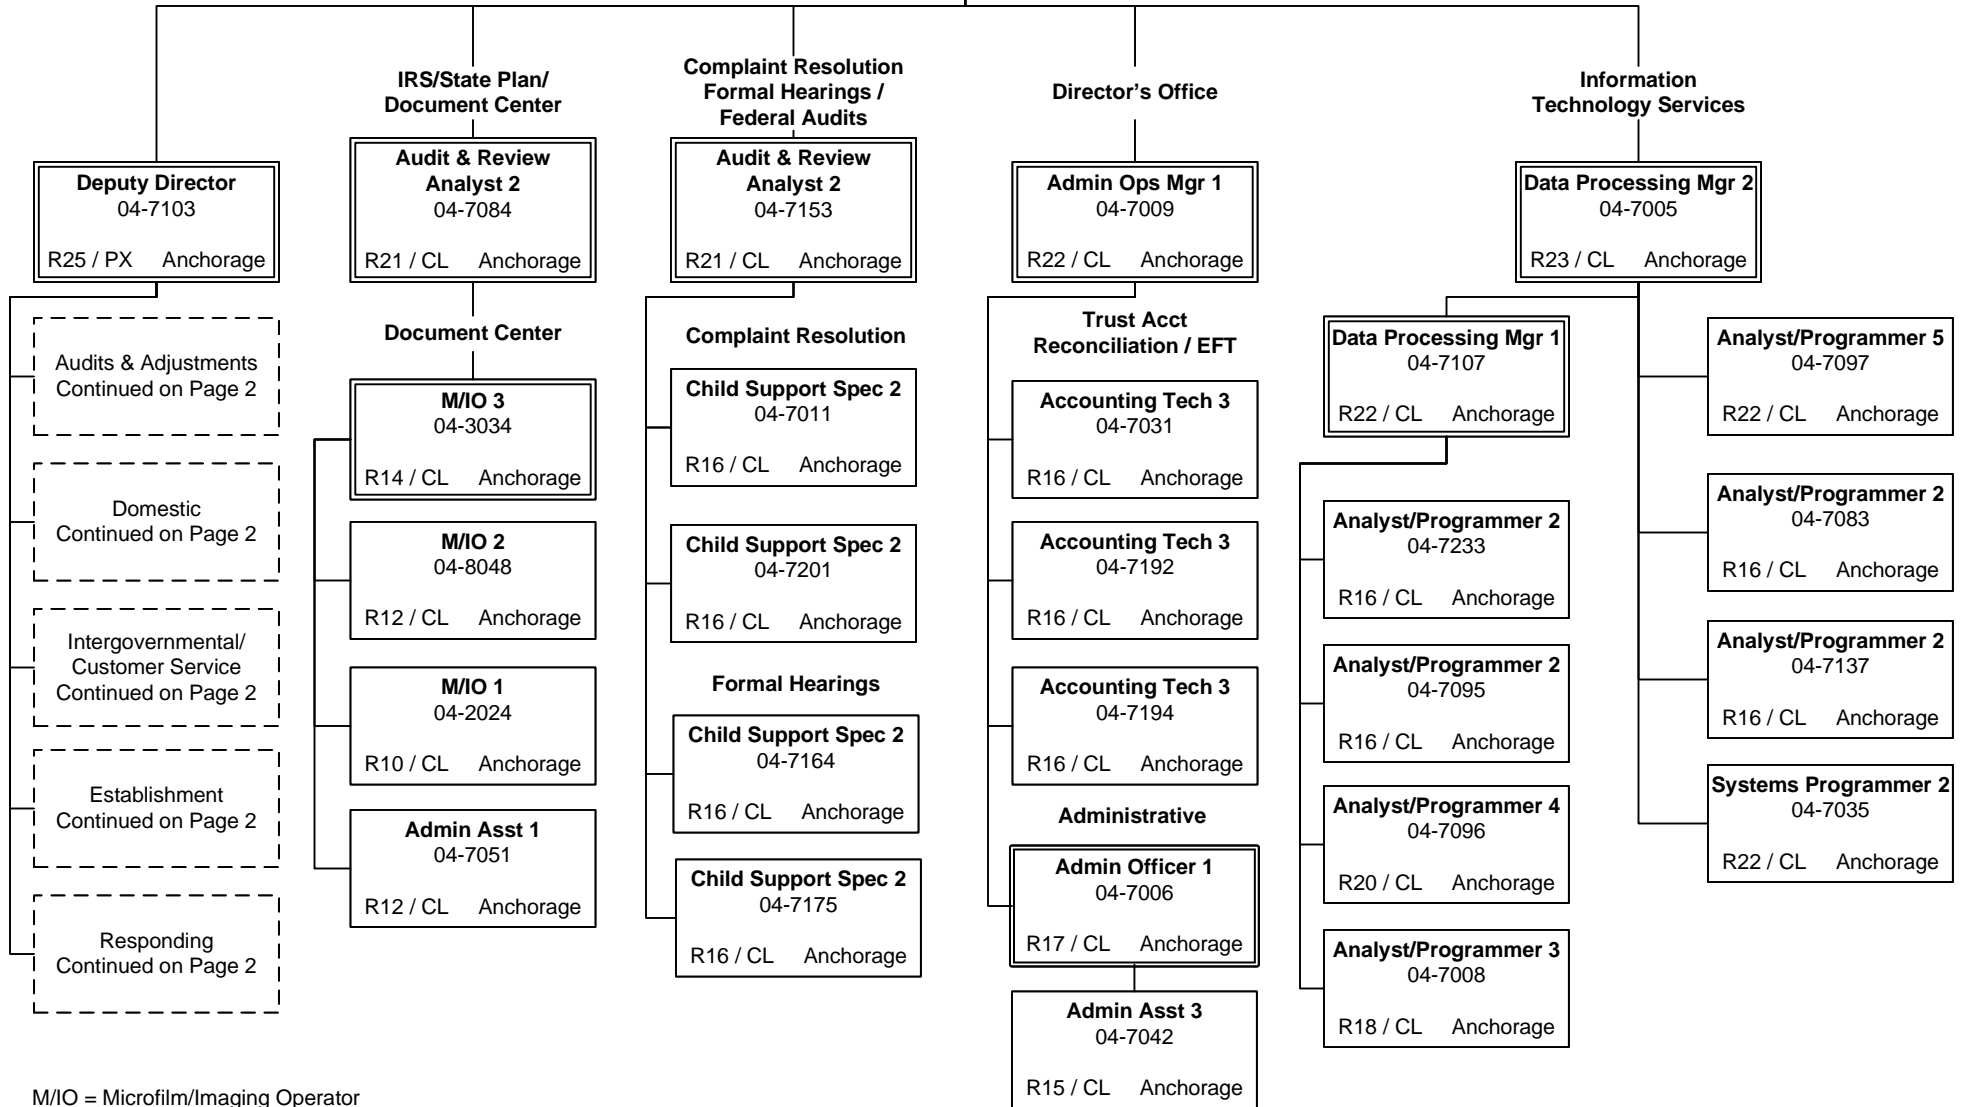 Deputy Director
04-7103
R25 / PX Anchorage
Audits & Adjustments
Continued on Page 2
Domestic
Continued on Page 2
Intergovernmental/
Customer Service
Continued on Page 2
Establishment
Continued on Page 2
Responding
Continued on Page 2
IRS/State Plan/
Document Center
Audit & Review
Analyst 2
04-7084
R21 / CL Anchorage
Document Center
M/IO 3
04-3034
R14 / CL Anchorage
M/IO 2
04-8048
R12 / CL Anchorage
M/IO 1
04-2024
R10 / CL Anchorage
Admin Asst 1
04-7051
R12 / CL Anchorage
Complaint Resolution
Formal Hearings /
Federal Audits
Audit & Review
Analyst 2
04-7153
R21 / CL Anchorage
Complaint Resolution
Child Support Spec 2
04-7011
R16 / CL Anchorage
Child Support Spec 2
04-7201
R16 / CL Anchorage
Formal Hearings
Child Support Spec 2
04-7164
R16 / CL Anchorage
Child Support Spec 2
04-7175
R16 / CL Anchorage
Director's Office
Admin Ops Mgr 1
04-7009
R22 / CL Anchorage
Trust Acct
Reconciliation / EFT
Accounting Tech 3
04-7031
R16 / CL Anchorage
Accounting Tech 3
04-7192
R16 / CL Anchorage
Accounting Tech 3
04-7194
R16 / CL Anchorage
Administrative
Admin Officer 1
04-7006
R17 / CL Anchorage
Admin Asst 3
04-7042
R15 / CL Anchorage
Information
Technology Services
Data Processing Mgr 2
04-7005
R23 / CL Anchorage
Data Processing Mgr 1
04-7107
R22 / CL Anchorage
Analyst/Programmer 2
04-7233
R16 / CL Anchorage
Analyst/Programmer 2
04-7095
R16 / CL Anchorage
Analyst/Programmer 4
04-7096
R20 / CL Anchorage
Analyst/Programmer 3
04-7008
R18 / CL Anchorage
Analyst/Programmer 5
04-7097
R22 / CL Anchorage
Analyst/Programmer 2
04-7083
R16 / CL Anchorage
Analyst/Programmer 2
04-7137
R16 / CL Anchorage
Systems Programmer 2
04-7035
R22 / CL Anchorage
M/IO = Microfilm/Imaging Operator